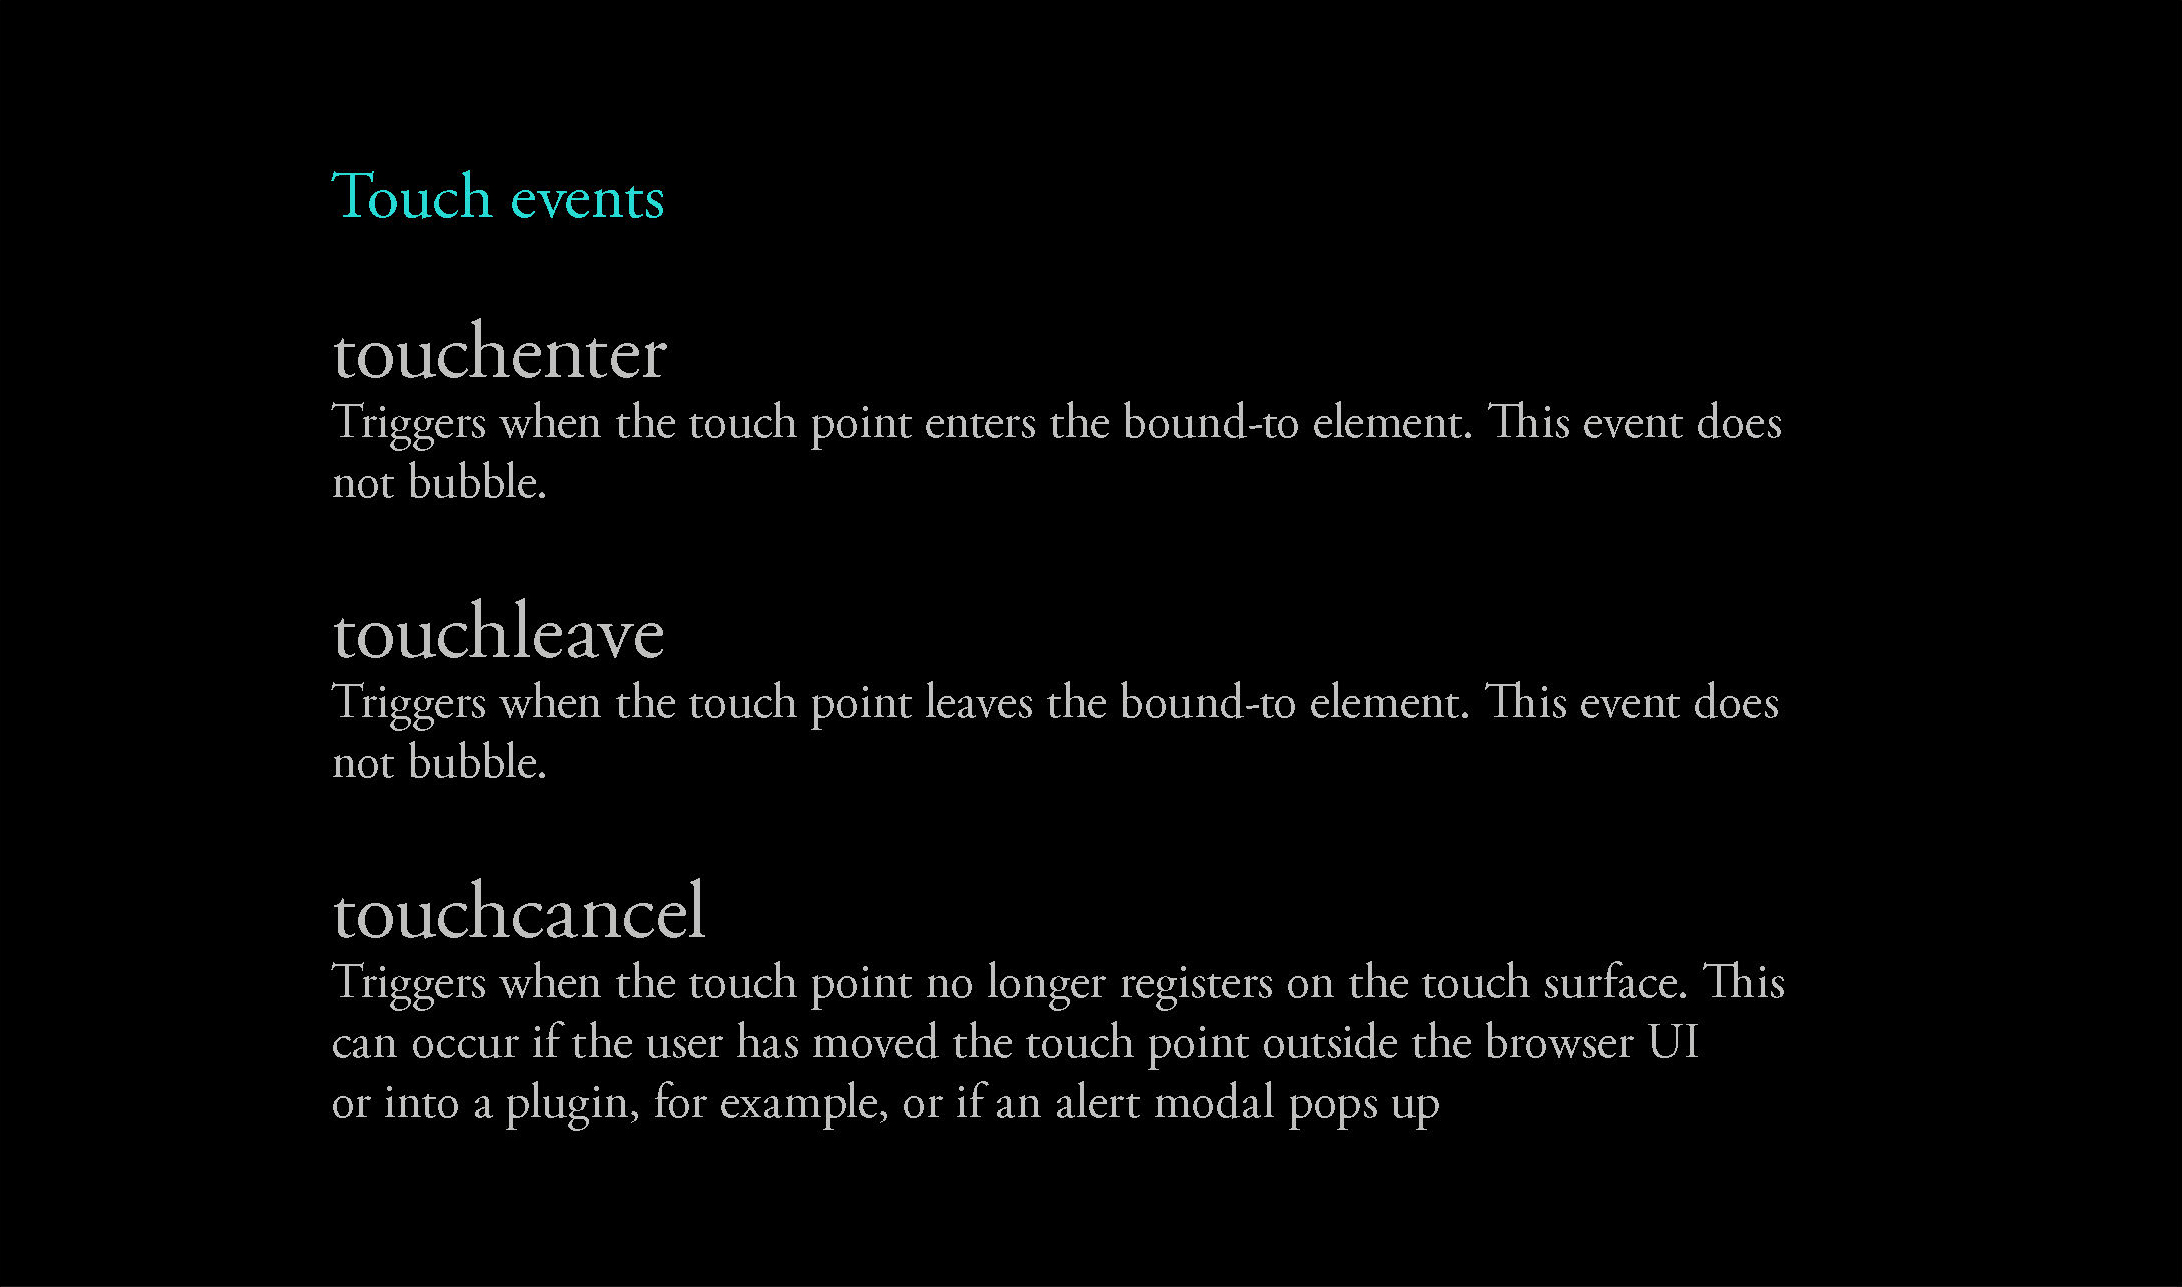 Touch events
touchenter
Triggers when the touch point enters the bound-to element. This event does
not bubble.
touchleave
Triggers when the touch point leaves the bound-to element. This event does
not bubble.
touchcancel
Triggers when the touch point no longer registers on the touch surface. This
can occur if the user has moved the touch point outside the browser UI
or into a plugin, for example, or if an alert modal pops up